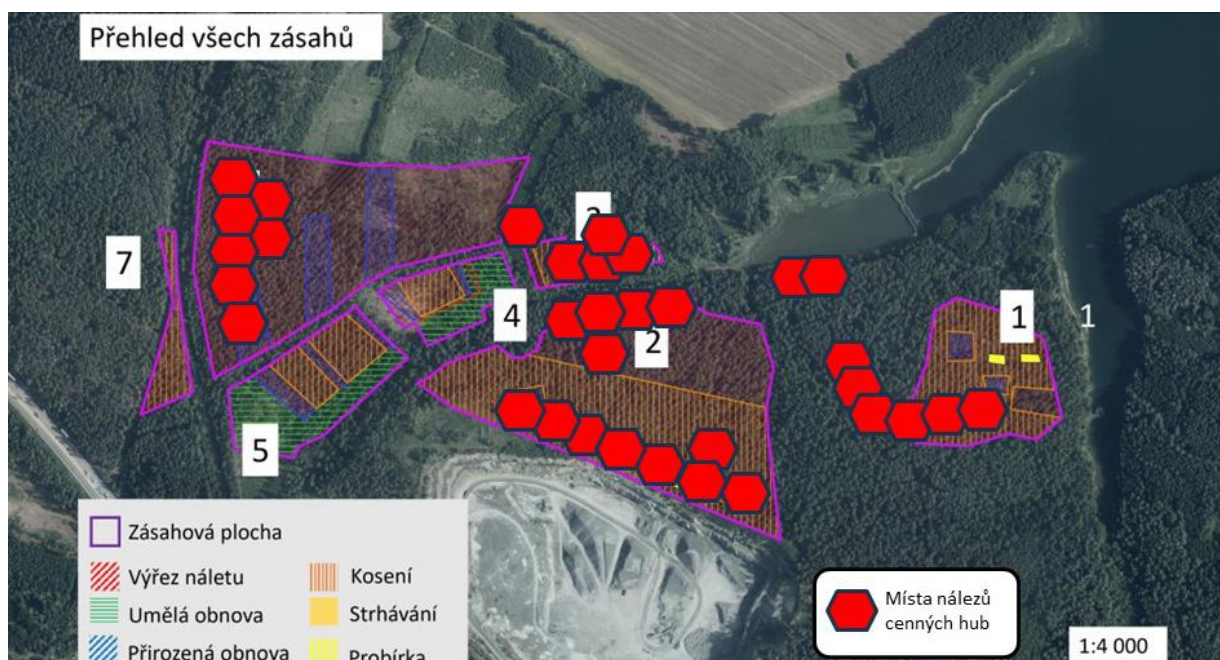 Přehled všech zásahů
7
3
1
1
4
2
5
Zásahová plocha
Výřez náletu
Kosení
Umělá obnova
Strhávání
Přirozená obnova
Probírka
Místa nálezů
cenných hub
1:4 000